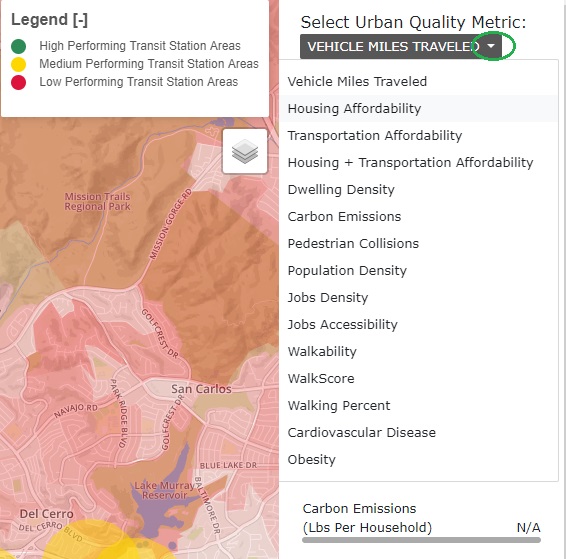 Legend [-]
High Performing Transit Station Areas
Medium Performing Transit Station Areas
Low Performing Transit Station Areas
Mission Trails
Regional Park
MISSION GORGE RD
GOLFCREST DR
San Carlos
PARK RIDGE BLVD
GOLFCREST DR
NAVAJO RD
BLUE LAKE DR
Lake Murray
Reservoir
BALTIMORE DR
Del Cerro
DEL CERRO BLVD
Select Urban Quality Metric:
VEHICLE MILES TRAVELED
Vehicle Miles Traveled
Housing Affordability
Transportation Affordability
Housing + Transportation Affordability
Dwelling Density
Carbon Emissions
Pedestrian Collisions
Population Density
Jobs Density
Jobs Accessibility
Walkability
WalkScore
Walking Percent
Cardiovascular Disease
Obesity
Carbon Emissions
(Lbs Per Household) N/A